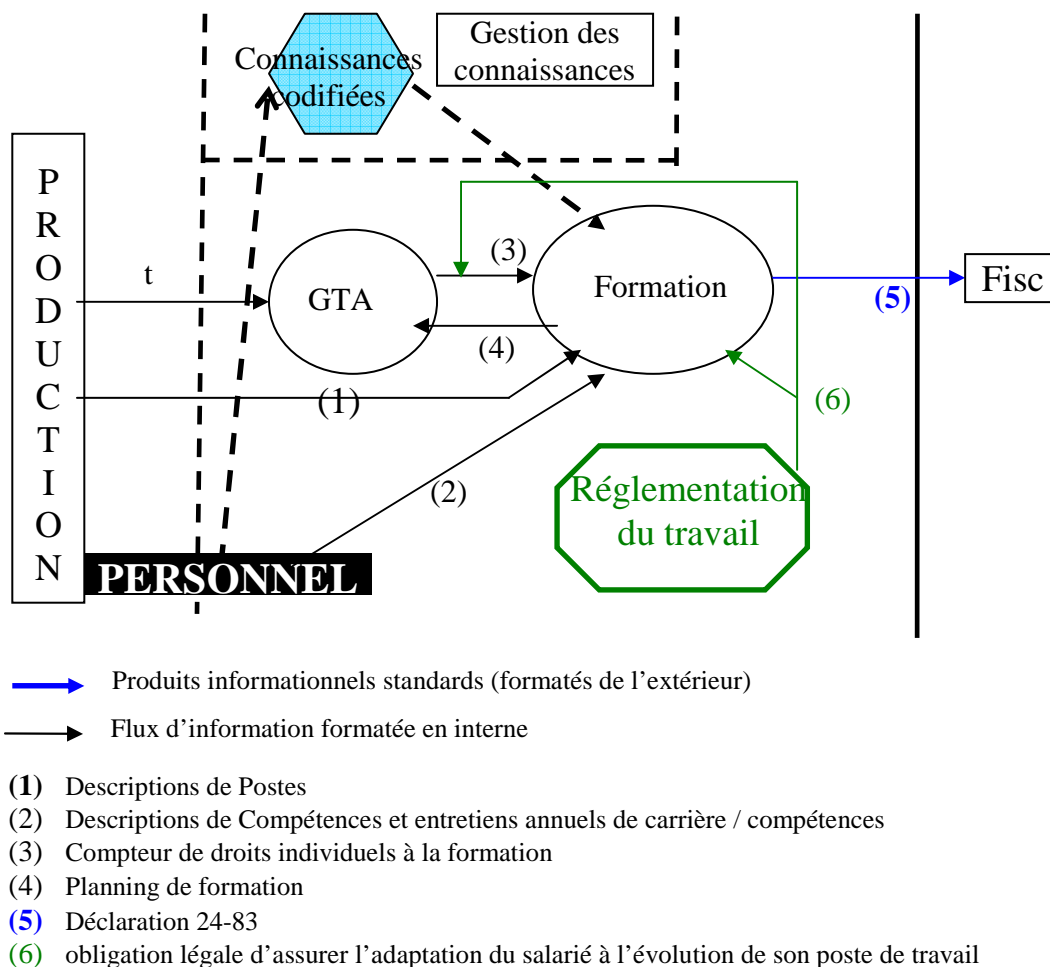 Gestion des
connaissances
Connaissances
codifiées
PRODUCTION
t
GTA
(3)
Formation
(5)
Fisc
(4)
(1)
(6)
(2)
Réglementation
du travail
PERSONNEL
Produits informationnels standards (formatés de l’extérieur)
Flux d’information formatée en interne
(1) Descriptions de Postes
(2) Descriptions de Compétences et entretiens annuels de carrière / compétences
(3) Compteur de droits individuels à la formation
(4) Planning de formation
(5) Déclaration 24-83
(6) obligation légale d’assurer l’adaptation du salarié à l’évolution de son poste de travail